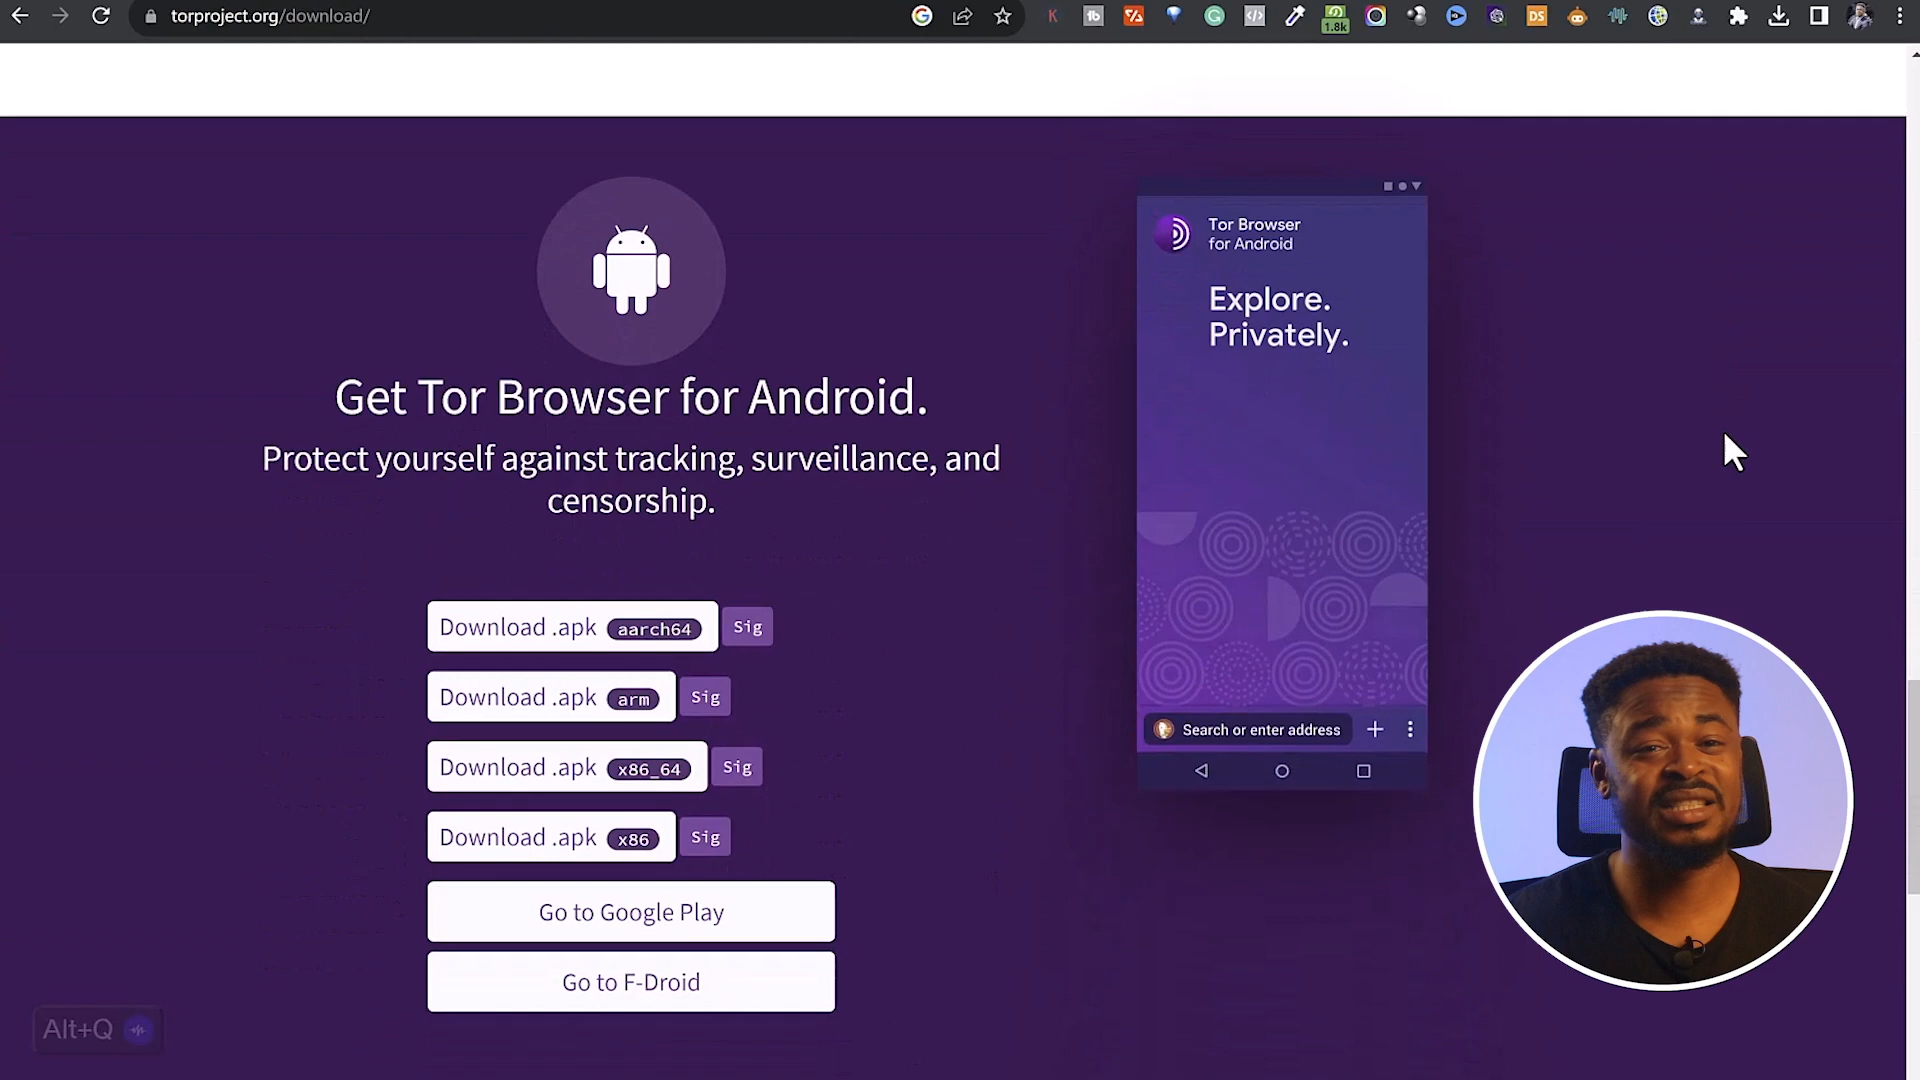 torproject.org/download/
1.8k
DS
Tor Browser
for Android
Explore.
Privately.
Get Tor Browser for Android.
Protect yourself against tracking, surveillance, and
censorship.
Download .apk aarch64 Sig
Download .apk arm Sig
Download .apk x86_64 Sig
Download .apk x86 Sig
Search or enter address
Go to Google Play
Go to F-Droid
Alt+Q